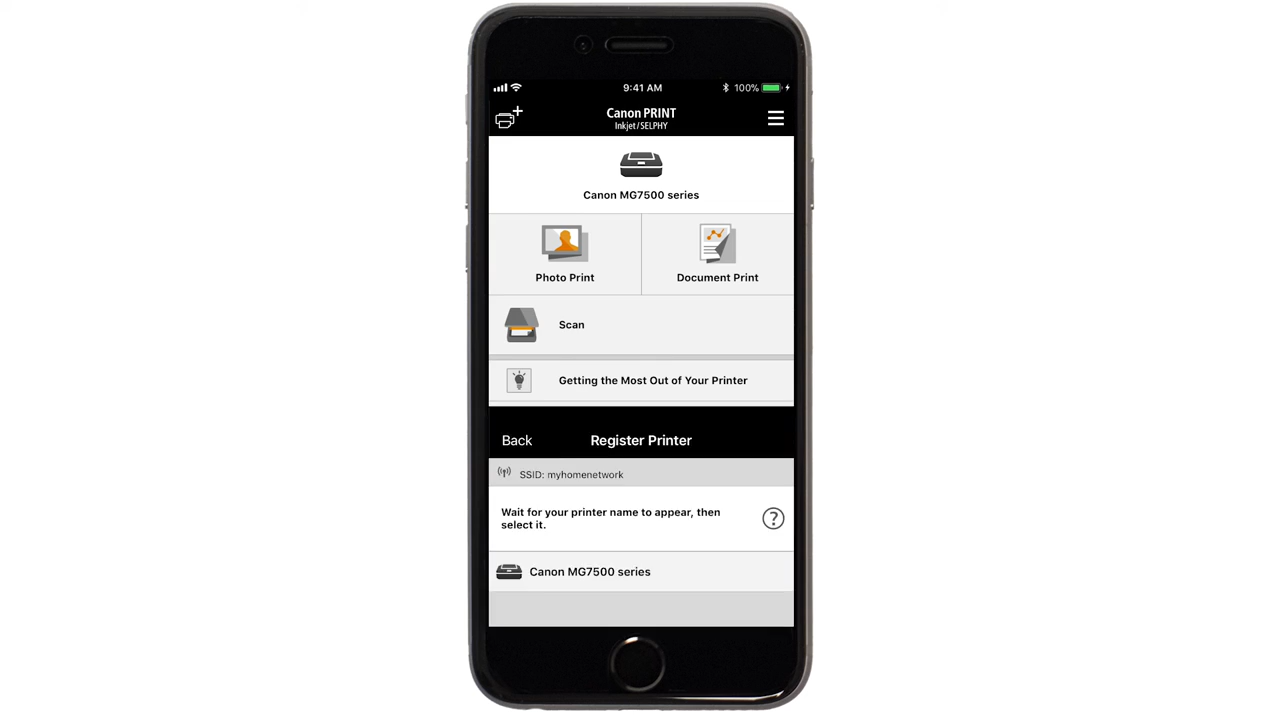 9:41 AM
100%
Canon PRINT
Inkjet/SELPHY
Canon MG7500 series
Photo Print
Document Print
Scan
Getting the Most Out of Your Printer
Back
Register Printer
SSID: myhomenetwork
Wait for your printer name to appear, then
select it.
?
Canon MG7500 series